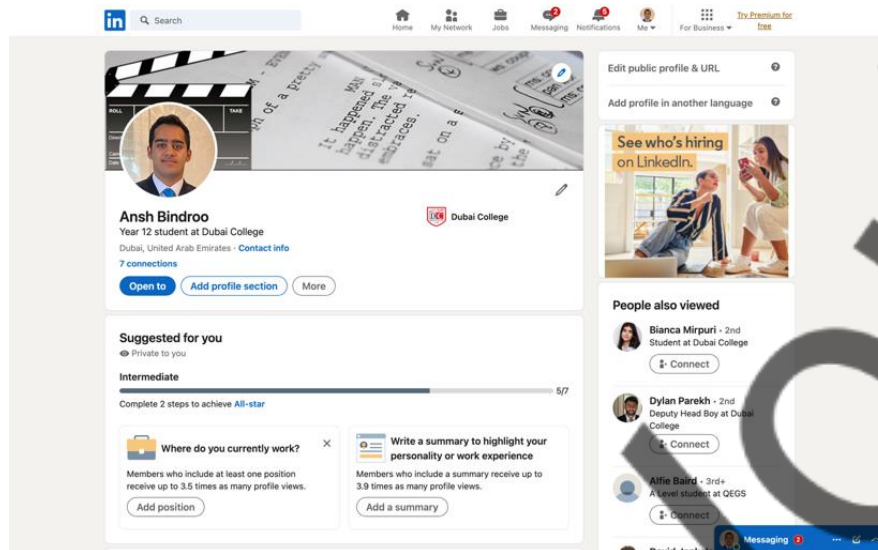 in
Search
Home
My Network
Jobs
2
Messaging
5
Notifications
Me
For Business
Try Premium for
free
ROLL
TAKE
Ansh Bindroo
Year 12 student at Dubai College
Dubai, United Arab Emirates · Contact info
7 connections
Open to
Add profile section
More
DC
Dubai College
Suggested for you
Private to you
Intermediate
5/7
Complete 2 steps to achieve All-star
Where do you currently work?
Members who include at least one position
receive up to 3.5 times as many profile views.
Add position
Write a summary to highlight your
personality or work experience
Members who include a summary receive up to
3.9 times as many profile views.
Add a summary
Edit public profile & URL
Add profile in another language
See who's hiring
on LinkedIn.
People also viewed
Bianca Mirpuri · 2nd
Student at Dubai College
Connect
Dylan Parekh · 2nd
Deputy Head Boy at Dubai
College
Connect
Alfie Baird · 3rd+
A Level student at QEGS
Connect
Messaging 2